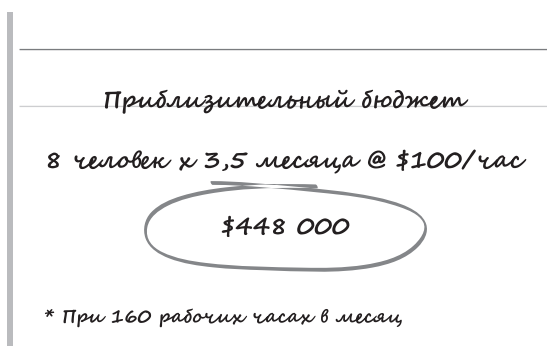 Приблизительный бюджет
8 человек x 3,5 месяца @ $100/час
$448 000
* При 160 рабочих часах в месяц